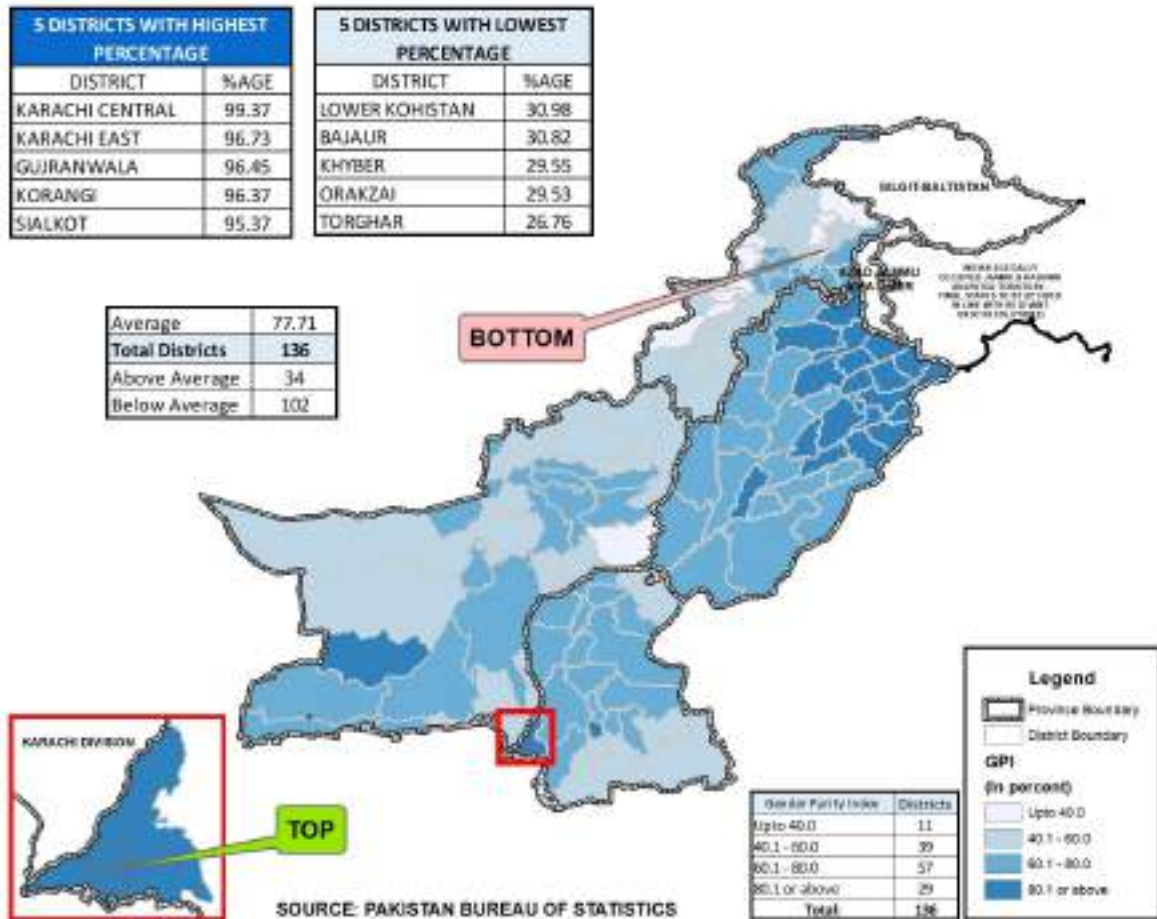 5 DISTRICTS WITH HIGHEST
PERCENTAGE
DISTRICT %AGE
KARACHI CENTRAL 99.37
KARACHI EAST 96.73
GUJRANWALA 96.45
KORANGI 96.37
SIALKOT 95.37
5 DISTRICTS WITH LOWEST
PERCENTAGE
DISTRICT %AGE
LOWER KOHISTAN 30.98
BAJAUR 30.82
KHYBER 29.55
ORAKZAI 29.53
TORGHAR 26.76
GILGIT-BALTISTAN
Average 77.71
Total Districts 136
Above Average 34
Below Average 102
BOTTOM
KARACHI DIVISION
TOP
Legend
Province Boundary
District Boundary
GPI
(In percent)
Upto 40.0
40.1 - 60.0
60.1 - 80.0
80.1 or above
Gender Parity Index Districts
Upto 40.0 11
40.1 - 60.0 39
60.1 - 80.0 57
80.1 or above 29
Total: 136
SOURCE: PAKISTAN BUREAU OF STATISTICS